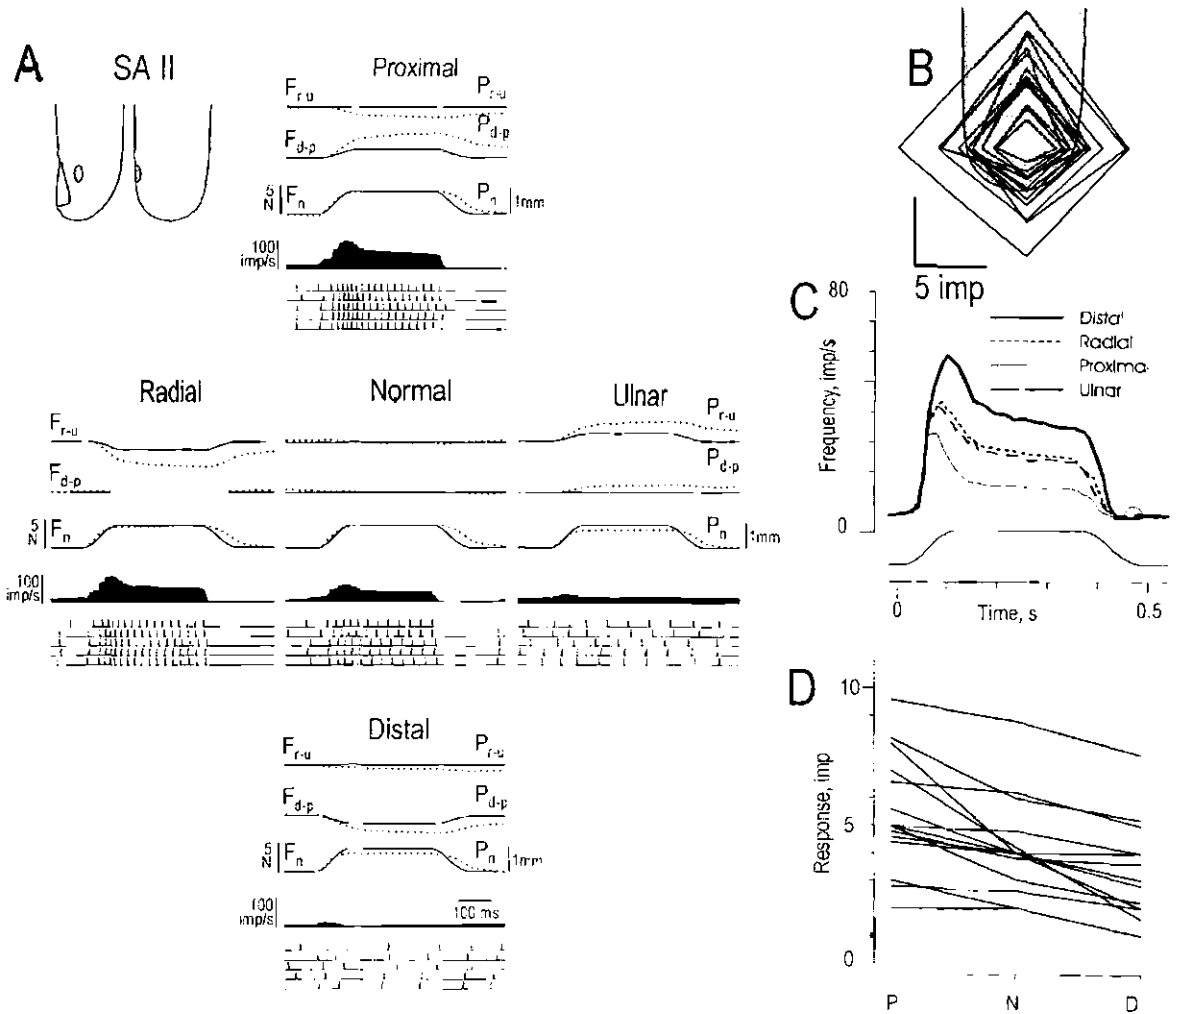 A
SA II
Proximal
F r-u
P r-u
F d-p
P d-p
5 N
F n
P n
1mm
100 imp/s
Radial
Normal
Ulnar
F r-u
P r-u
F d-p
P d-p
5 N
F n
P n
1mm
100 imp/s
Distal
F r-u
P r-u
F d-p
P d-p
5 N
F n
P n
1mm
100 imp/s
100 ms
B
5 imp
C
80
Frequency, imp/s
0
Distal
Radial
Proxima
Ulnar
0
Time, s
0.5
D
10
5
0
Response, imp
P
N
D